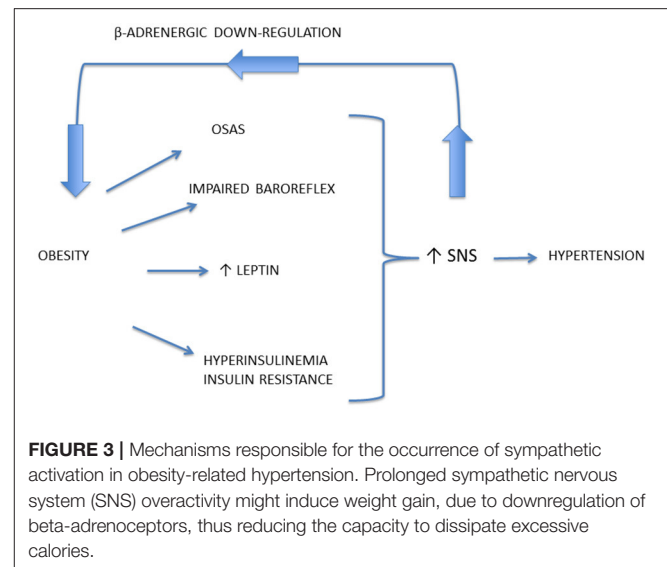 β-ADRENERGIC DOWN-REGULATION
OSAS
IMPAIRED BAROREFLEX
OBESITY
↑ LEPTIN
↑ SNS
HYPERTENSION
HYPERINSULINEMIA
INSULIN RESISTANCE
FIGURE 3 | Mechanisms responsible for the occurrence of sympathetic
activation in obesity-related hypertension. Prolonged sympathetic nervous
system (SNS) overactivity might induce weight gain, due to downregulation of
beta-adrenoceptors, thus reducing the capacity to dissipate excessive
calories.